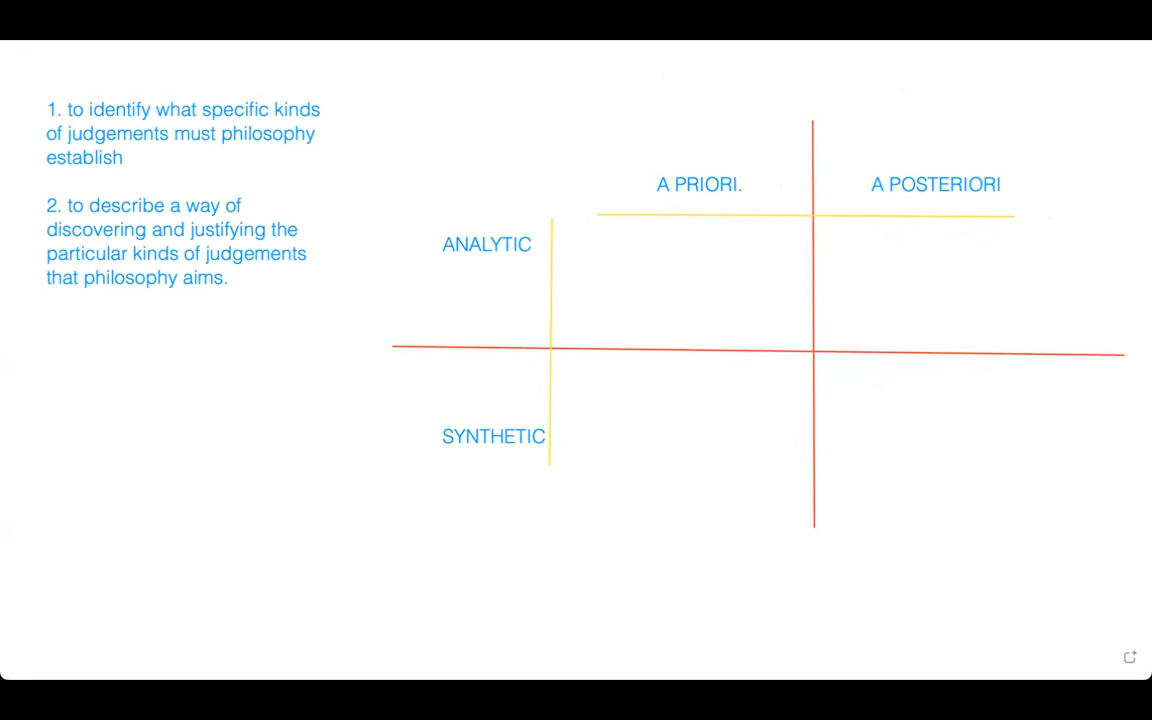 1. to identify what specific kinds
of judgements must philosophy
establish
2. to describe a way of
discovering and justifying the
particular kinds of judgements
that philosophy aims.
A PRIORI.
A POSTERIORI
ANALYTIC
SYNTHETIC